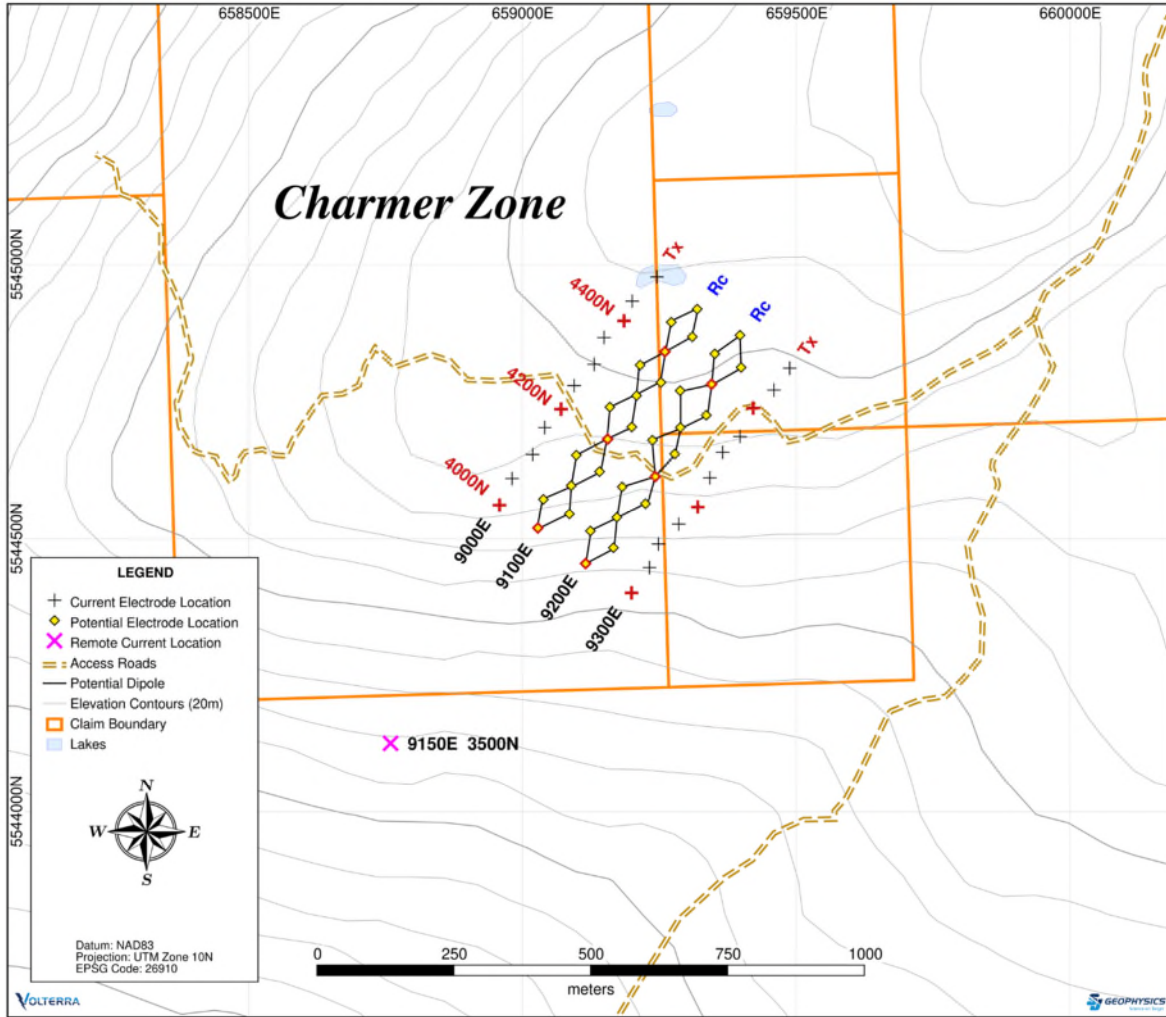 658500E
659000E
659500E
660000E
5545000N
5544500N
5544000N
Charmer Zone
Tx
4400N
Rc
Rc
Tx
4200N
4000N
9000E
9100E
9200E
9300E
9150E 3500N
LEGEND
Current Electrode Location
Potential Electrode Location
Remote Current Location
Access Roads
Potential Dipole
Elevation Contours (20m)
Claim Boundary
Lakes
N
W
E
S
Datum: NAD83
Projection: UTM Zone 10N
EPSG Code: 26910
0
250
500
750
1000
meters
VOLTERRA
GEOPHYSICS